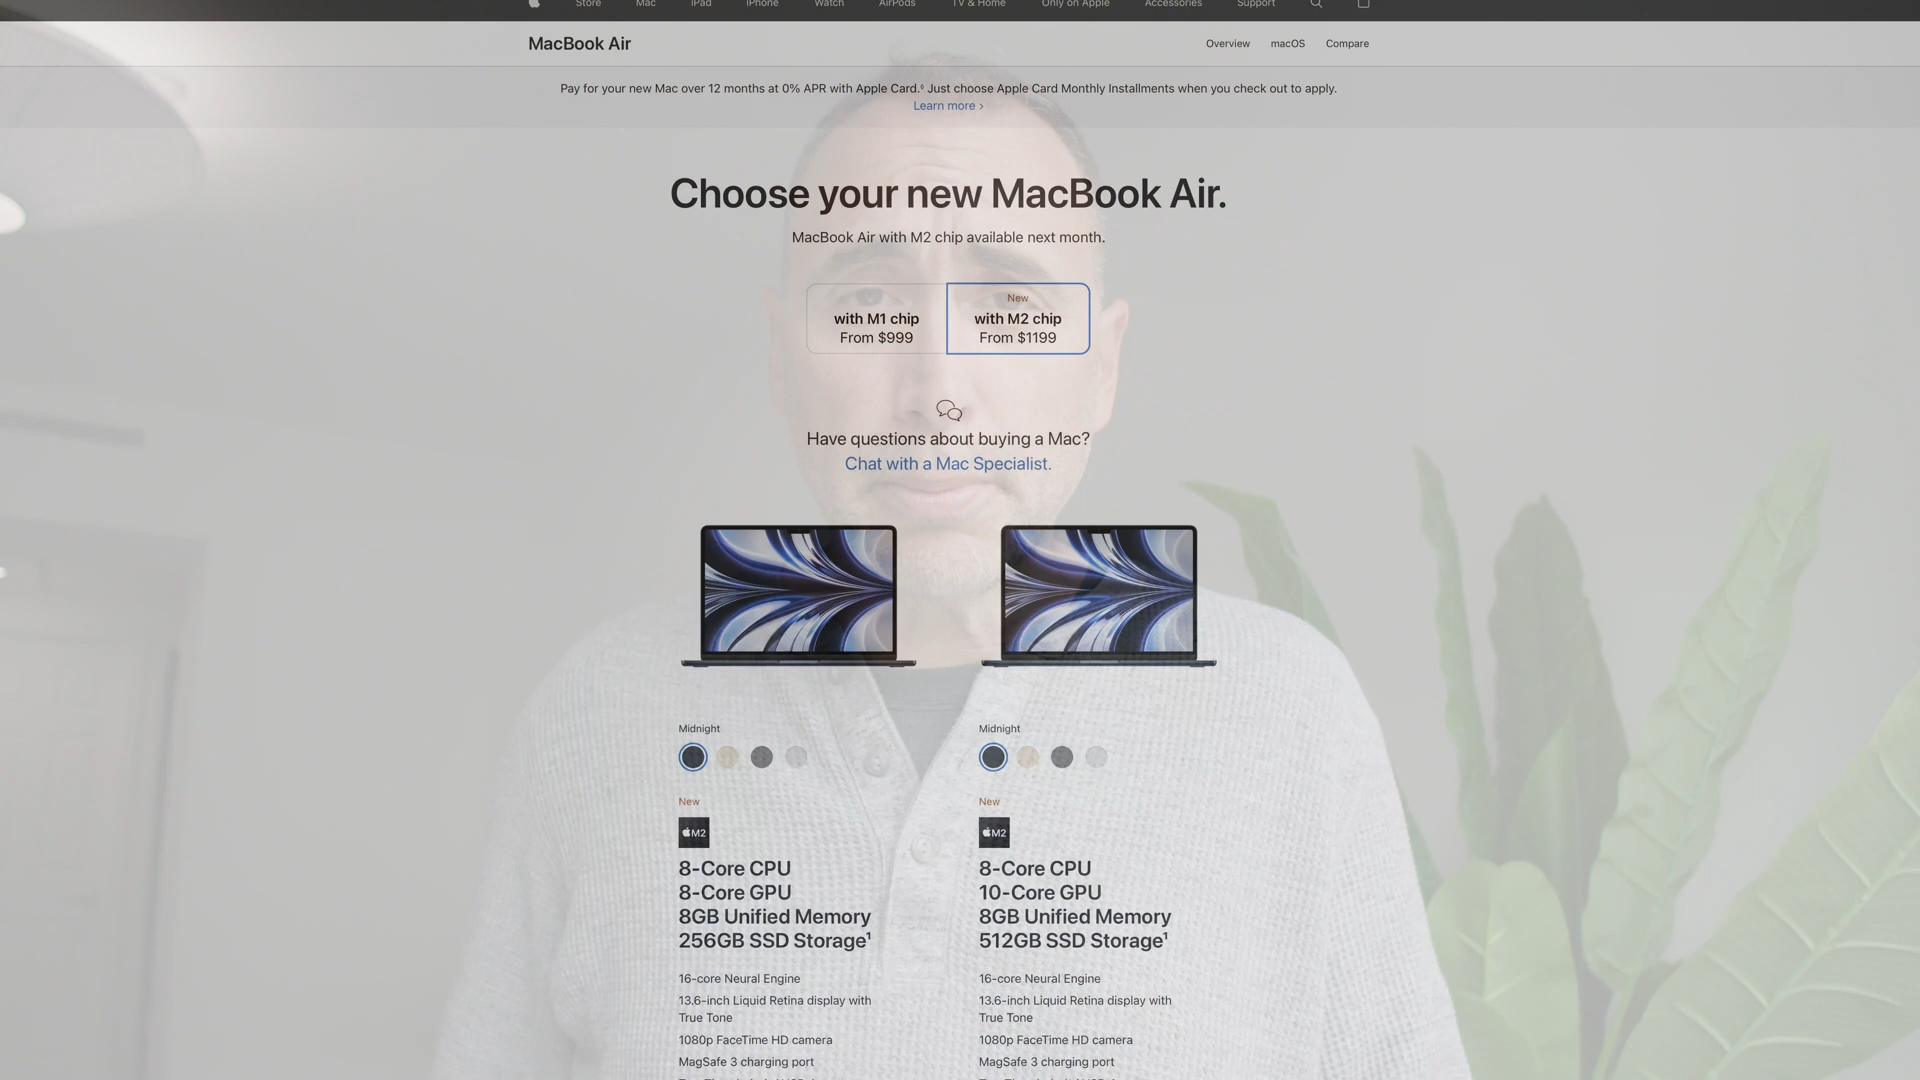 Store Mac iPad iPhone Watch AirPods TV & Home Only on Apple Accessories Support
MacBook Air
Overview macOS Compare
Pay for your new Mac over 12 months at 0% APR with Apple Card.◊ Just choose Apple Card Monthly Installments when you check out to apply.
Learn more >
Choose your new MacBook Air.
MacBook Air with M2 chip available next month.
with M1 chip
From $999
New
with M2 chip
From $1199
Have questions about buying a Mac?
Chat with a Mac Specialist.
Midnight
New
M2
8-Core CPU
8-Core GPU
8GB Unified Memory
256GB SSD Storage¹
16-core Neural Engine
13.6-inch Liquid Retina display with
True Tone
1080p FaceTime HD camera
MagSafe 3 charging port
Midnight
New
M2
8-Core CPU
10-Core GPU
8GB Unified Memory
512GB SSD Storage¹
16-core Neural Engine
13.6-inch Liquid Retina display with
True Tone
1080p FaceTime HD camera
MagSafe 3 charging port